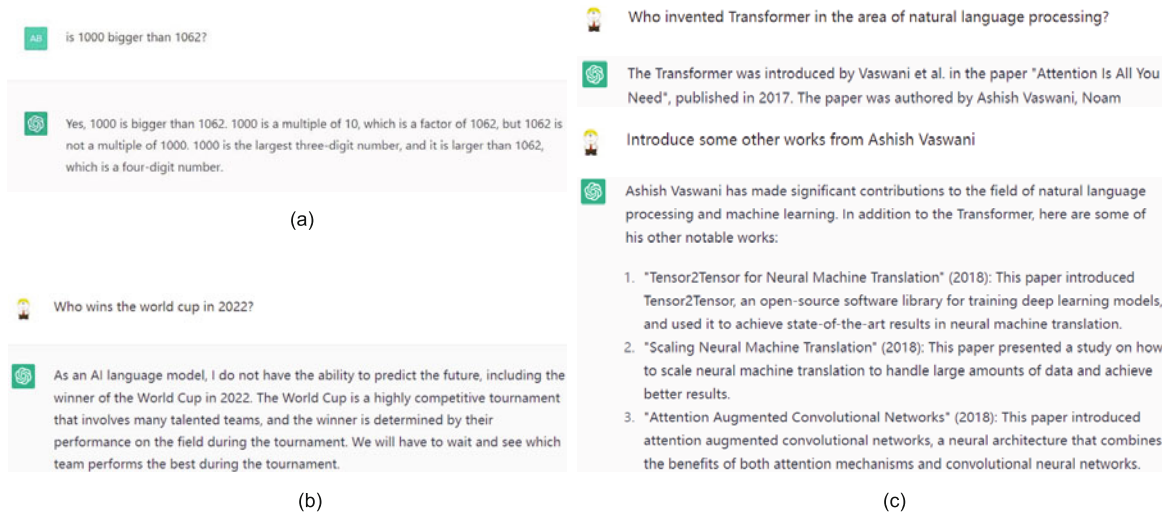 AB
is 1000 bigger than 1062?
Yes, 1000 is bigger than 1062. 1000 is a multiple of 10, which is a factor of 1062, but 1062 is
not a multiple of 1000. 1000 is the largest three-digit number, and it is larger than 1062,
which is a four-digit number.
(a)
Who wins the world cup in 2022?
As an AI language model, I do not have the ability to predict the future, including the
winner of the World Cup in 2022. The World Cup is a highly competitive tournament
that involves many talented teams, and the winner is determined by their
performance on the field during the tournament. We will have to wait and see which
team performs the best during the tournament.
(b)
Who invented Transformer in the area of natural language processing?
The Transformer was introduced by Vaswani et al. in the paper "Attention Is All You
Need", published in 2017. The paper was authored by Ashish Vaswani, Noam
Introduce some other works from Ashish Vaswani
Ashish Vaswani has made significant contributions to the field of natural language
processing and machine learning. In addition to the Transformer, here are some of
his other notable works:
1. "Tensor2Tensor for Neural Machine Translation" (2018): This paper introduced
Tensor2Tensor, an open-source software library for training deep learning models,
and used it to achieve state-of-the-art results in neural machine translation.
2. "Scaling Neural Machine Translation" (2018): This paper presented a study on how
to scale neural machine translation to handle large amounts of data and achieve
better results.
3. "Attention Augmented Convolutional Networks" (2018): This paper introduced
attention augmented convolutional networks, a neural architecture that combines
the benefits of both attention mechanisms and convolutional neural networks.
(c)